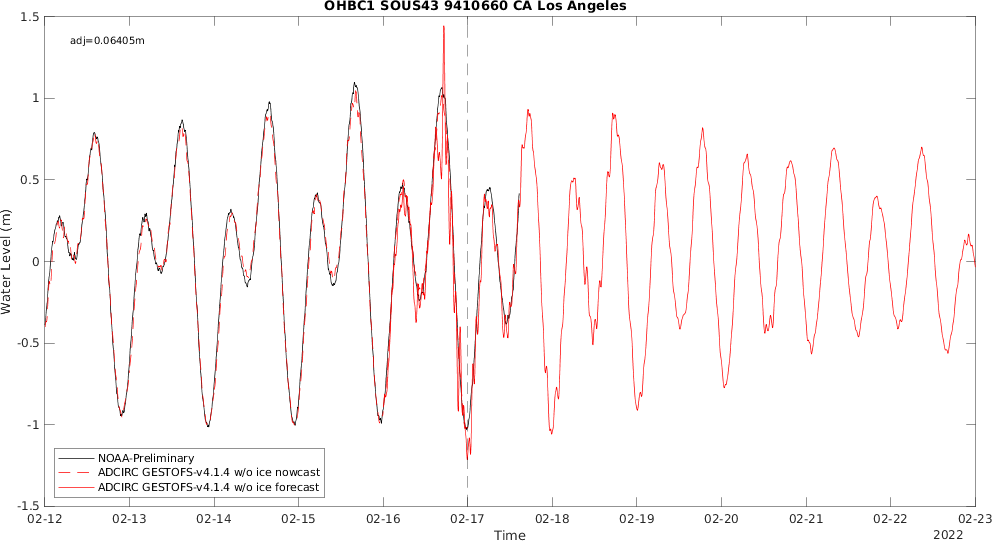 OHBC1 SOUS43 9410660 CA Los Angeles
adj=0.06405m
1.5
1
0.5
0
-0.5
-1
-1.5
Water Level (m)
NOAA-Preliminary
ADCIRC GESTOFS-v4.1.4 w/o ice nowcast
ADCIRC GESTOFS-v4.1.4 w/o ice forecast
02-12 02-13 02-14 02-15 02-16 02-17 02-18 02-19 02-20 02-21 02-22 02-23
Time
2022